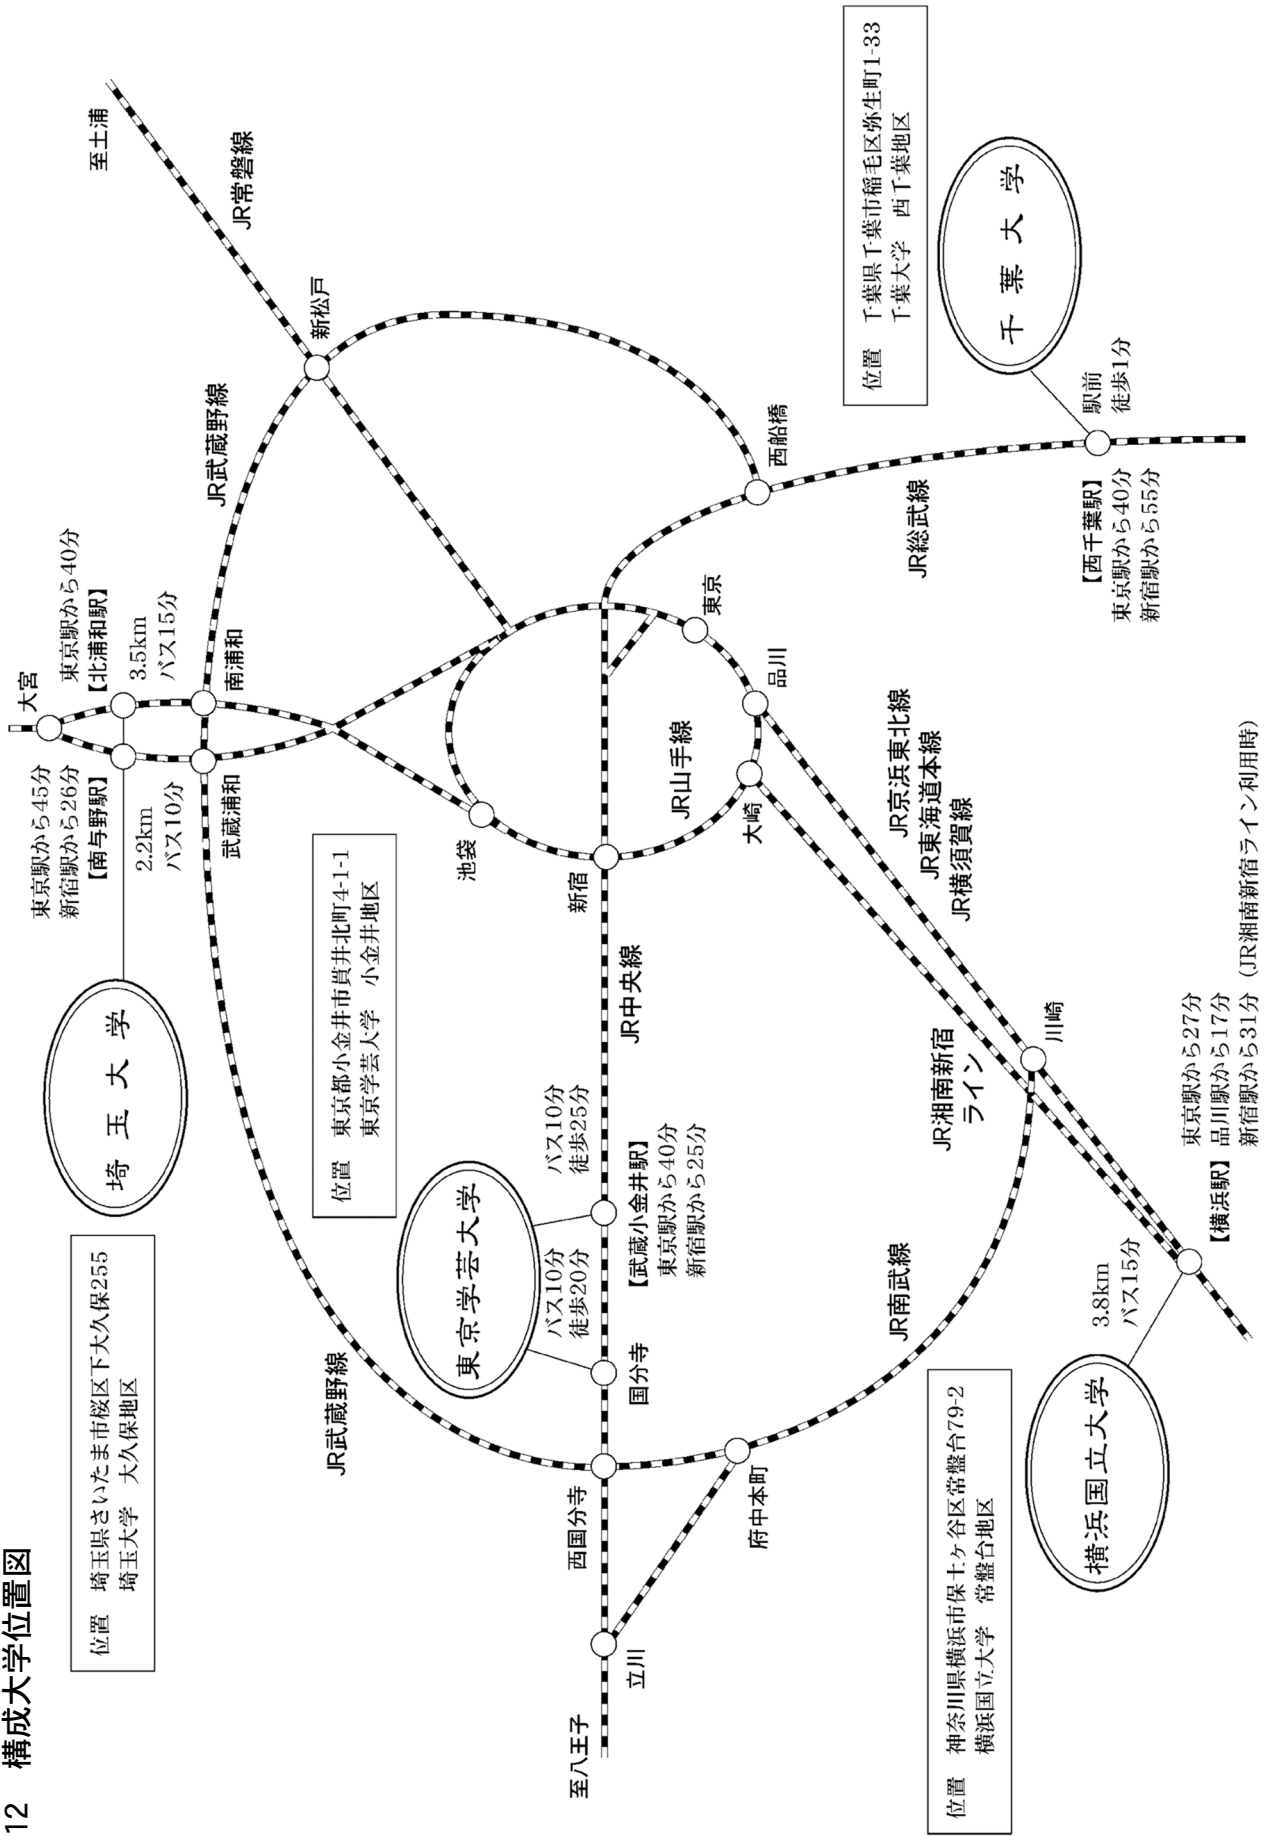 12　構成大学位置図
位置　埼玉県さいたま市桜区下大久保255
埼玉大学　大久保地区
埼玉大学
東京駅から45分
新宿駅から26分
【南与野駅】
2.2km
バス10分
大宮
東京駅から40分
【北浦和駅】
3.5km
バス15分
武蔵浦和
南浦和
JR武蔵野線
新松戸
至土浦
JR常磐線
位置　東京都小金井市貫井北町4-1-1
東京学芸大学　小金井地区
東京学芸大学
JR武蔵野線
バス10分
徒歩20分
バス10分
徒歩25分
池袋
新宿
至八王子
立川
西国分寺
国分寺
【武蔵小金井駅】
東京駅から40分
新宿駅から25分
JR中央線
JR山手線
東京
大崎
品川
西船橋
府中本町
JR南武線
JR湘南新宿
ライン
川崎
JR京浜東北線
JR東海道本線
JR横須賀線
JR総武線
位置　千葉県千葉市稲毛区弥生町1-33
千葉大学　西千葉地区
千葉大学
駅前
徒歩1分
【西千葉駅】
東京駅から40分
新宿駅から55分
位置　神奈川県横浜市保土ヶ谷区常盤台79-2
横浜国立大学　常盤台地区
横浜国立大学
3.8km
バス15分
東京駅から27分
【横浜駅】品川駅から17分
新宿駅から31分（JR湘南新宿ライン利用時）